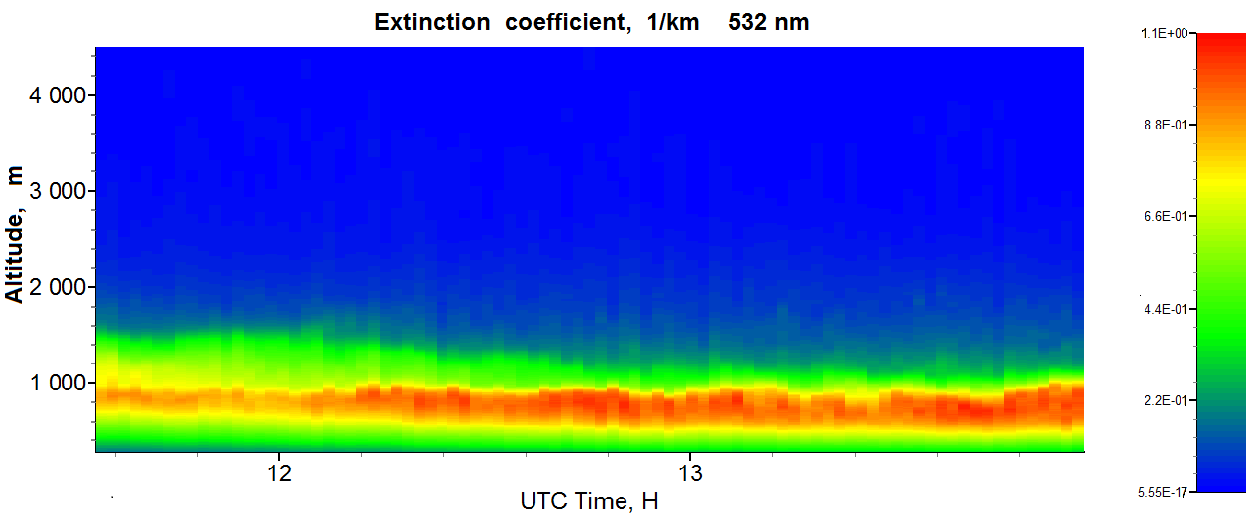 Extinction coefficient, 1/km 532 nm
1.1E+00
8.8E-01
6.6E-01
4.4E-01
2.2E-01
5.55E-17
Altitude, m
4 000
3 000
2 000
1 000
12
13
UTC Time, H